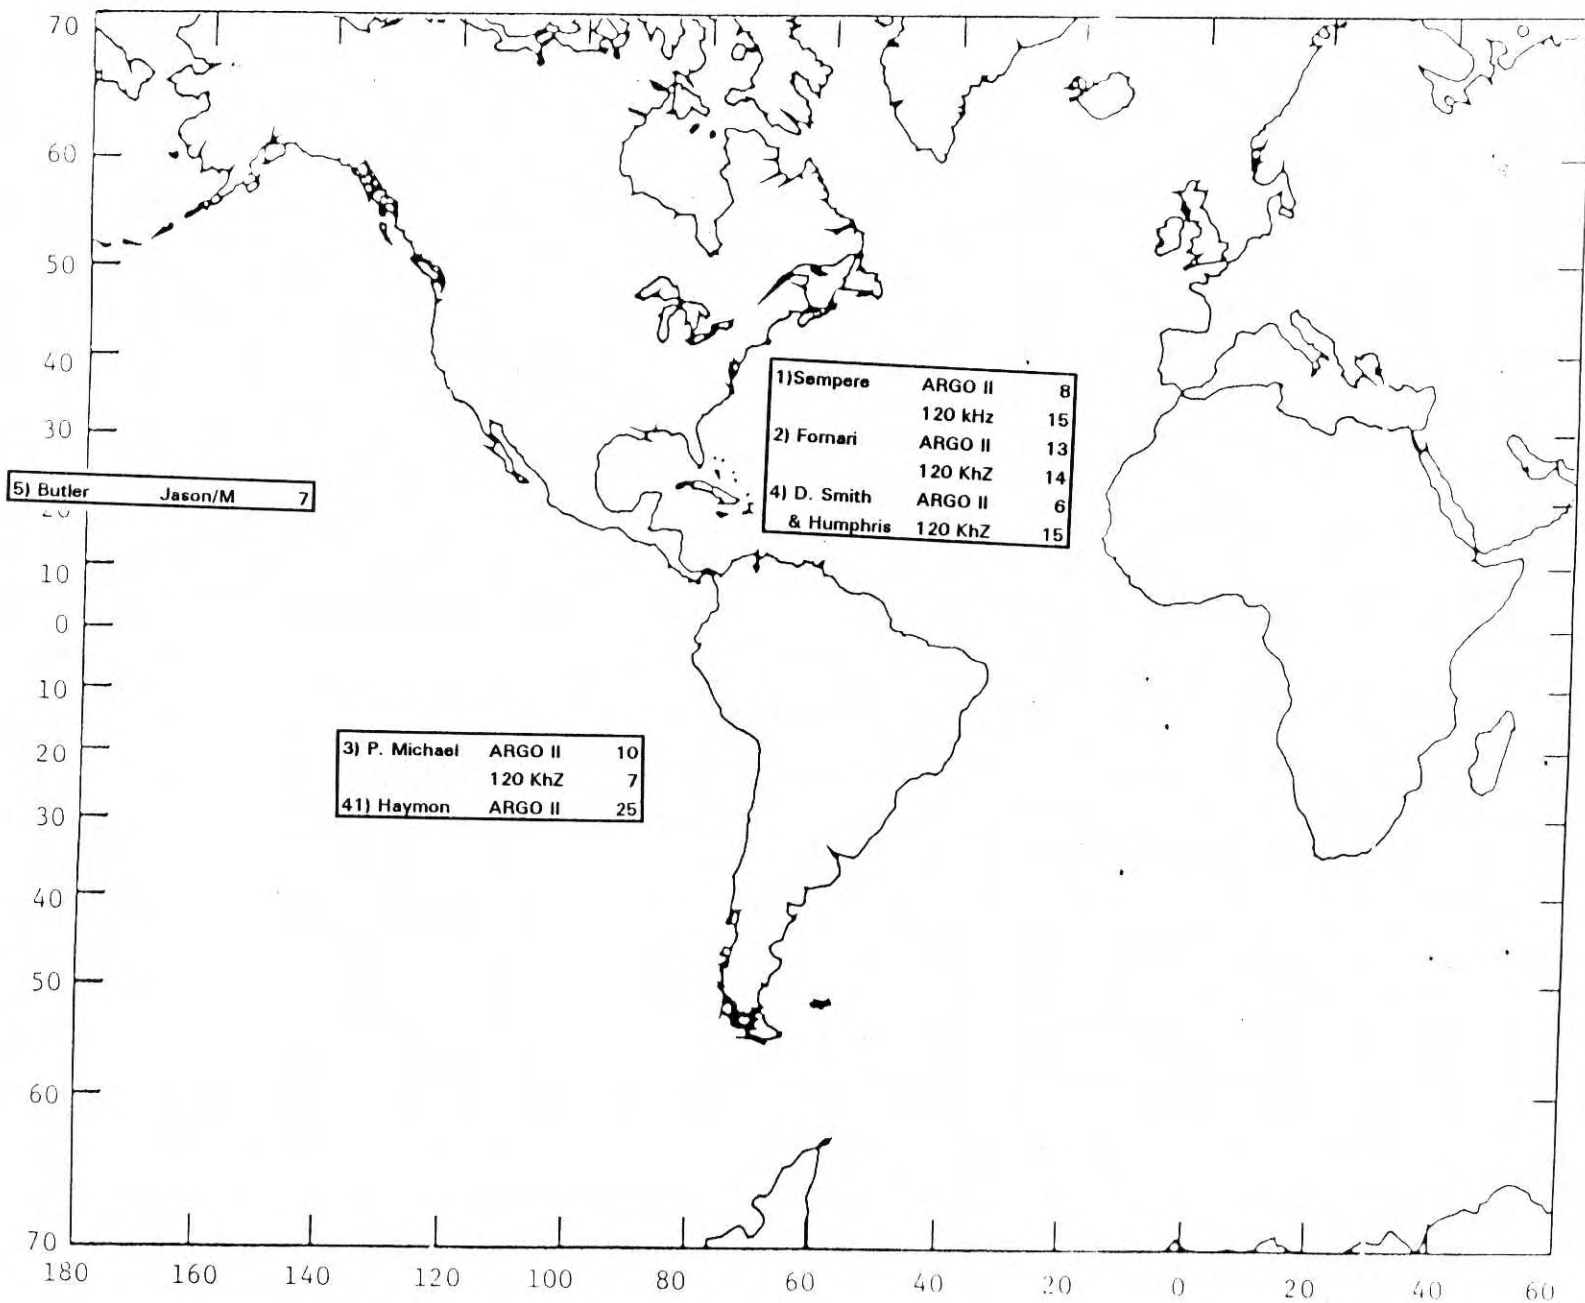 70
60
50
40
30
20
10
0
10
20
30
40
50
60
70
1)Sempere ARGO II 8
120 kHz 15
2) Fornari ARGO II 13
120 KhZ 14
4) D. Smith ARGO II 6
& Humphris 120 KhZ 15
5) Butler Jason/M 7
3) P. Michael ARGO II 10
120 KhZ 7
41) Haymon ARGO II 25
180 160 140 120 100 80 60 40 20 0 20 40 60